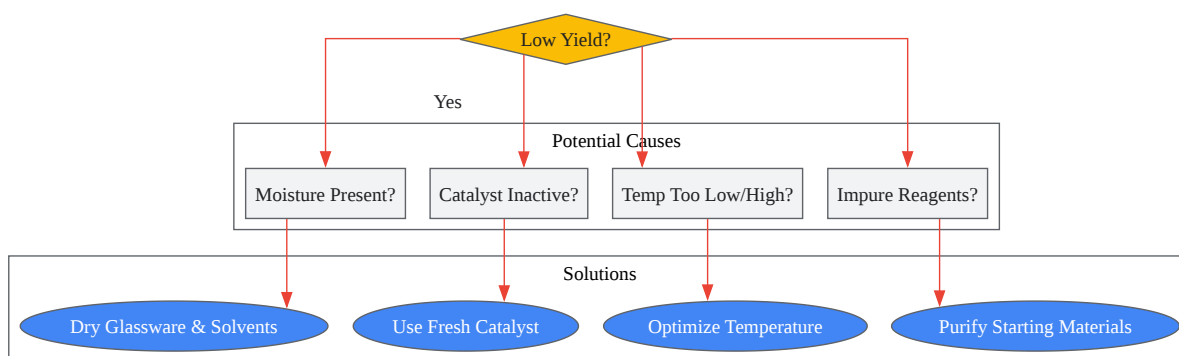 Low Yield?
Yes
Potential Causes
Moisture Present?
Catalyst Inactive?
Temp Too Low/High?
Impure Reagents?
Solutions
Dry Glassware & Solvents
Use Fresh Catalyst
Optimize Temperature
Purify Starting Materials